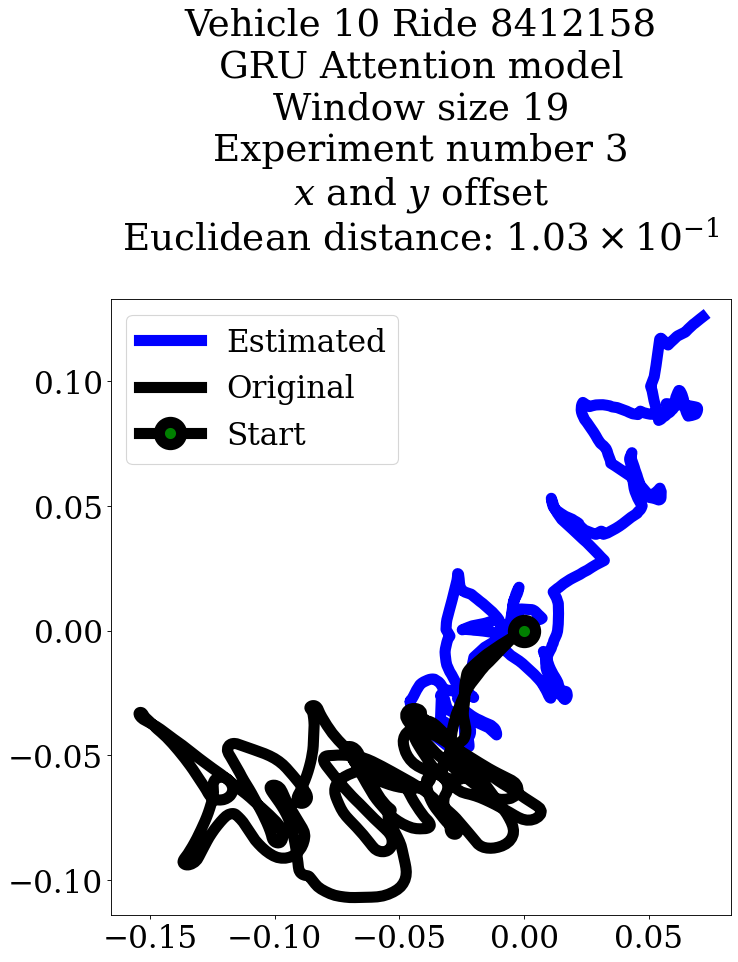 Vehicle 10 Ride 8412158
GRU Attention model
Window size 19
Experiment number 3
x and y offset
Euclidean distance: 1.03 × 10⁻¹
Estimated
Original
Start
0.10
0.05
0.00
−0.05
−0.10
−0.15 −0.10 −0.05 0.00 0.05